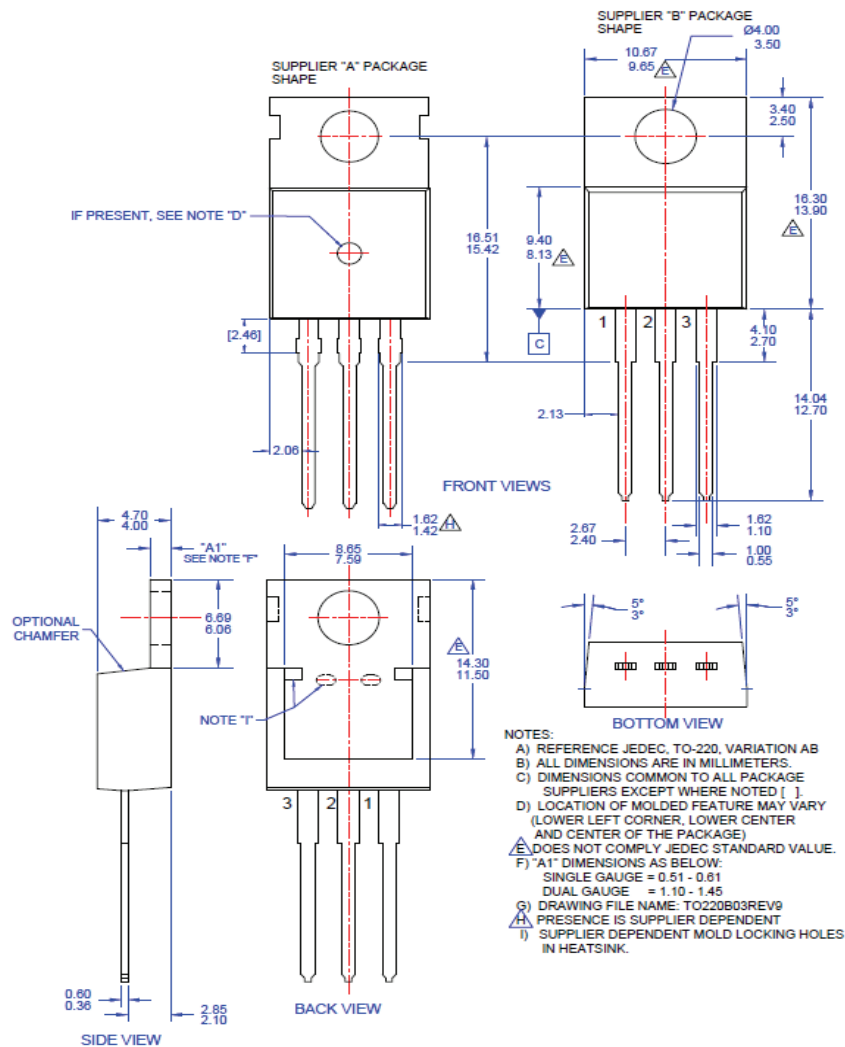 SUPPLIER "B" PACKAGE
SHAPE
Ø4.00
3.50
10.67
9.65
E
SUPPLIER "A" PACKAGE
SHAPE
3.40
2.50
IF PRESENT, SEE NOTE "D"
16.51
15.42
9.40
8.13
E
16.30
13.90
E
[2.46]
C
1 2 3
4.10
2.70
2.13
14.04
12.70
2.06
FRONT VIEWS
1.62
1.42
H
2.67
2.40
1.62
1.10
1.00
0.55
4.70
4.00
"A1"
SEE NOTE "F"
8.65
7.59
OPTIONAL
CHAMFER
6.69
6.06
E
14.30
11.50
5°
3°
5°
3°
NOTE "I"
BOTTOM VIEW
3 2 1
0.60
0.36
2.85
2.10
SIDE VIEW
BACK VIEW
NOTES:
A) REFERENCE JEDEC, TO-220, VARIATION AB
B) ALL DIMENSIONS ARE IN MILLIMETERS.
C) DIMENSIONS COMMON TO ALL PACKAGE
SUPPLIERS EXCEPT WHERE NOTED [ ].
D) LOCATION OF MOLDED FEATURE MAY VARY
(LOWER LEFT CORNER, LOWER CENTER
AND CENTER OF THE PACKAGE)
E DOES NOT COMPLY JEDEC STANDARD VALUE.
F) "A1" DIMENSIONS AS BELOW:
SINGLE GAUGE = 0.51 - 0.61
DUAL GAUGE = 1.10 - 1.45
G) DRAWING FILE NAME: TO220B03REV9
H PRESENCE IS SUPPLIER DEPENDENT
I) SUPPLIER DEPENDENT MOLD LOCKING HOLES
IN HEATSINK.